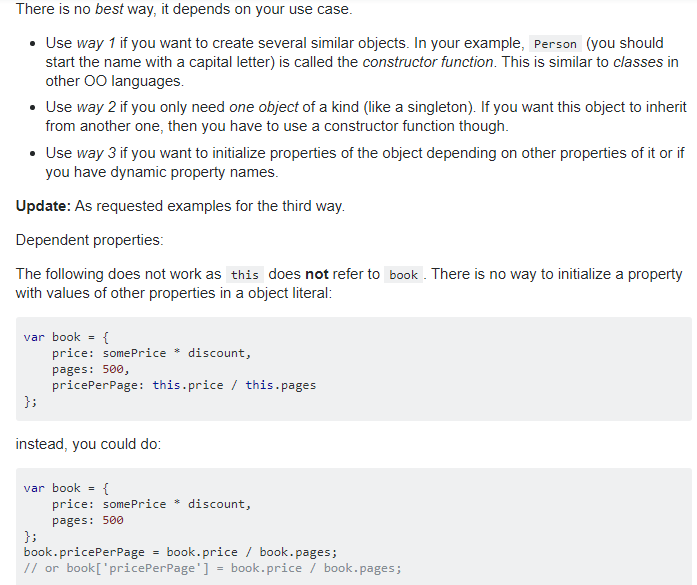 There is no best way, it depends on your use case.
• Use way 1 if you want to create several similar objects. In your example, Person (you should
start the name with a capital letter) is called the constructor function. This is similar to classes in
other OO languages.
• Use way 2 if you only need one object of a kind (like a singleton). If you want this object to inherit
from another one, then you have to use a constructor function though.
• Use way 3 if you want to initialize properties of the object depending on other properties of it or if
you have dynamic property names.
Update: As requested examples for the third way.
Dependent properties:
The following does not work as this does not refer to book . There is no way to initialize a property
with values of other properties in a object literal:
var book = {
    price: somePrice * discount,
    pages: 500,
    pricePerPage: this.price / this.pages
};
instead, you could do:
var book = {
    price: somePrice * discount,
    pages: 500
};
book.pricePerPage = book.price / book.pages;
// or book['pricePerPage'] = book.price / book.pages;